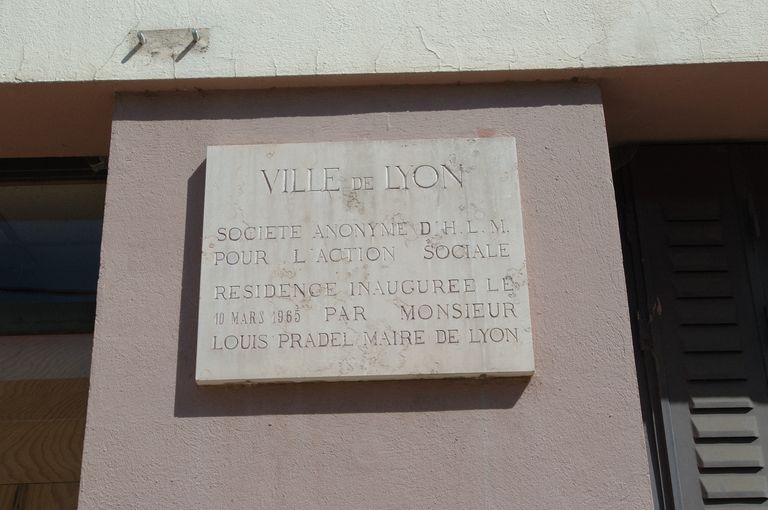 VILLE DE LYON
SOCIETE ANONYME D'H.L.M.
POUR L'ACTION SOCIALE
RESIDENCE INAUGUREE LE
10 MARS 1965 PAR MONSIEUR
LOUIS PRADEL MAIRE DE LYON